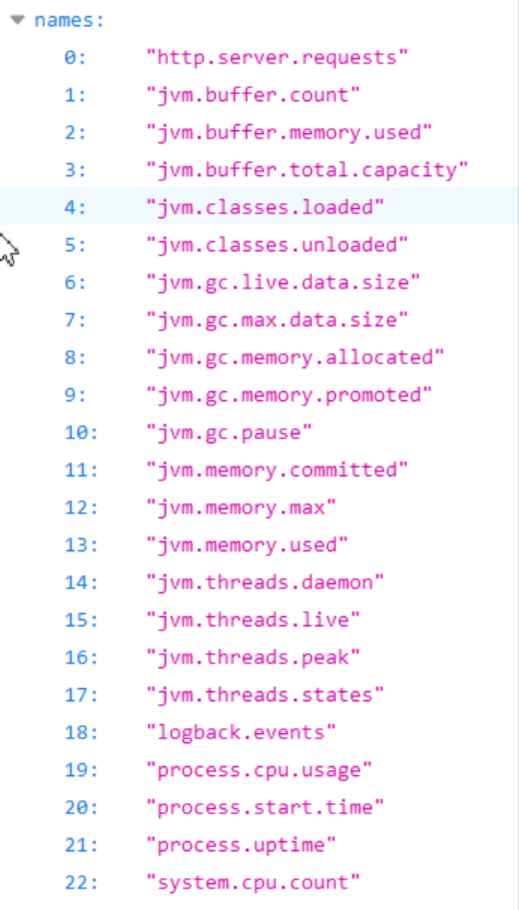 names:
0: "http.server.requests"
1: "jvm.buffer.count"
2: "jvm.buffer.memory.used"
3: "jvm.buffer.total.capacity"
4: "jvm.classes.loaded"
5: "jvm.classes.unloaded"
6: "jvm.gc.live.data.size"
7: "jvm.gc.max.data.size"
8: "jvm.gc.memory.allocated"
9: "jvm.gc.memory.promoted"
10: "jvm.gc.pause"
11: "jvm.memory.committed"
12: "jvm.memory.max"
13: "jvm.memory.used"
14: "jvm.threads.daemon"
15: "jvm.threads.live"
16: "jvm.threads.peak"
17: "jvm.threads.states"
18: "logback.events"
19: "process.cpu.usage"
20: "process.start.time"
21: "process.uptime"
22: "system.cpu.count"